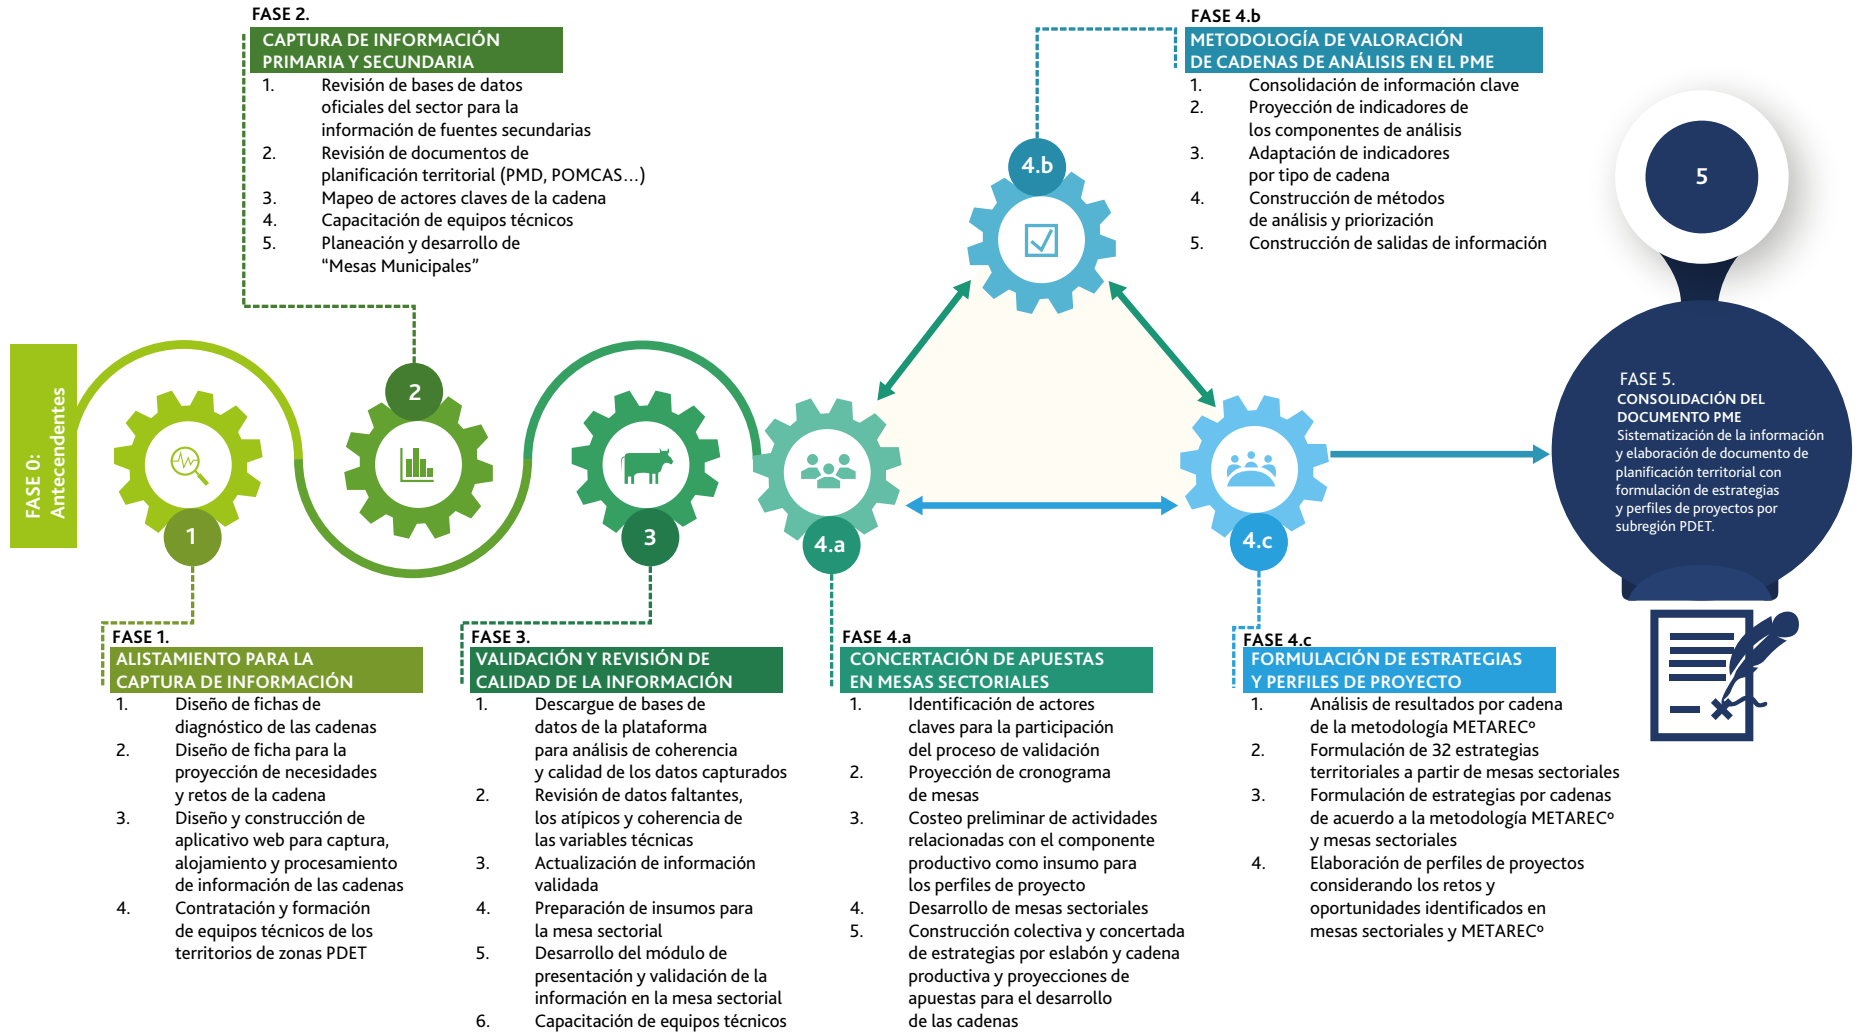 FASE 0:
Antecendentes
1
FASE 1.
ALISTAMIENTO PARA LA
CAPTURA DE INFORMACIÓN
1. Diseño de fichas de
diagnóstico de las cadenas
2. Diseño de ficha para la
proyección de necesidades
y retos de la cadena
3. Diseño y construcción de
aplicativo web para captura,
alojamiento y procesamiento
de información de las cadenas
4. Contratación y formación
de equipos técnicos de los
territorios de zonas PDET
FASE 2.
CAPTURA DE INFORMACIÓN
PRIMARIA Y SECUNDARIA
1. Revisión de bases de datos
oficiales del sector para la
información de fuentes secundarias
2. Revisión de documentos de
planificación territorial (PMD, POMCAS...)
3. Mapeo de actores claves de la cadena
4. Capacitación de equipos técnicos
5. Planeación y desarrollo de
“Mesas Municipales”
2
3
FASE 3.
VALIDACIÓN Y REVISIÓN DE
CALIDAD DE LA INFORMACIÓN
1. Descargue de bases de
datos de la plataforma
para análisis de coherencia
y calidad de los datos capturados
2. Revisión de datos faltantes,
los atípicos y coherencia de
las variables técnicas
3. Actualización de información
validada
4. Preparación de insumos para
la mesa sectorial
5. Desarrollo del módulo de
presentación y validación de la
información en la mesa sectorial
6. Capacitación de equipos técnicos
4.a
FASE 4.a
CONCERTACIÓN DE APUESTAS
EN MESAS SECTORIALES
1. Identificación de actores
claves para la participación
del proceso de validación
2. Proyección de cronograma
de mesas
3. Costeo preliminar de actividades
relacionadas con el componente
productivo como insumo para
los perfiles de proyecto
4. Desarrollo de mesas sectoriales
5. Construcción colectiva y concertada
de estrategias por eslabón y cadena
productiva y proyecciones de
apuestas para el desarrollo
de las cadenas
FASE 4.b
METODOLOGÍA DE VALORACIÓN
DE CADENAS DE ANÁLISIS EN EL PME
1. Consolidación de información clave
2. Proyección de indicadores de
los componentes de análisis
3. Adaptación de indicadores
por tipo de cadena
4. Construcción de métodos
de análisis y priorización
5. Construcción de salidas de información
4.b
4.c
FASE 4.c
FORMULACIÓN DE ESTRATEGIAS
Y PERFILES DE PROYECTO
1. Análisis de resultados por cadena
de la metodología METARECº
2. Formulación de 32 estrategias
territoriales a partir de mesas sectoriales
3. Formulación de estrategias por cadenas
de acuerdo a la metodología METARECº
y mesas sectoriales
4. Elaboración de perfiles de proyectos
considerando los retos y
oportunidades identificados en
mesas sectoriales y METARECº
5
FASE 5.
CONSOLIDACIÓN DEL
DOCUMENTO PME
Sistematización de la información
y elaboración de documento de
planificación territorial con
formulación de estrategias
y perfiles de proyectos por
subregión PDET.